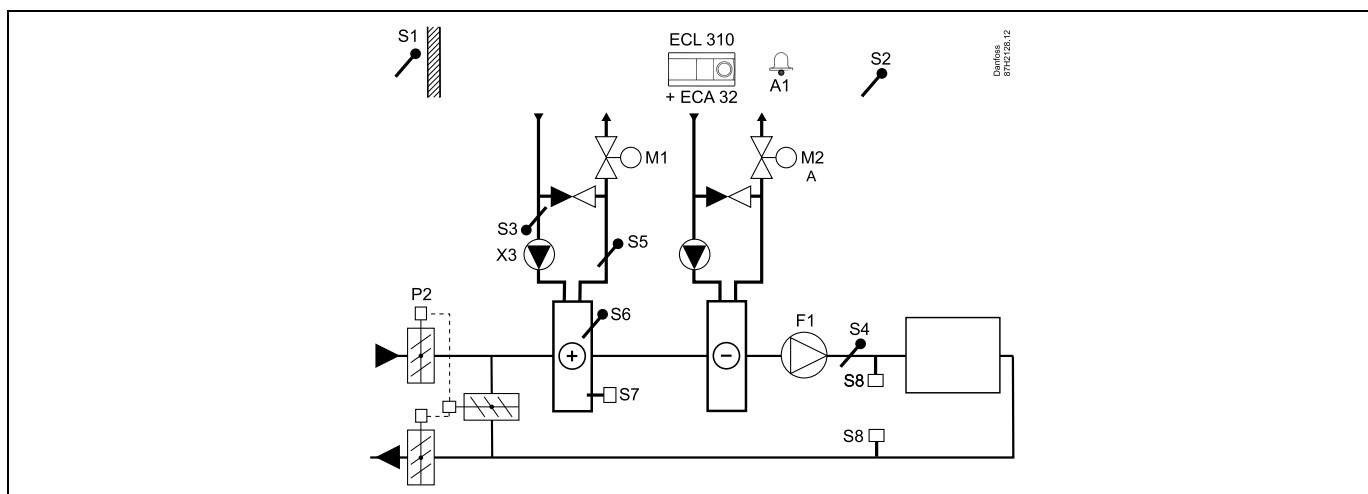 S1
ECL 310
+ ECA 32
A1
S2
Danfoss
87H2128.12
M1
M2
A
S3
X3
S5
P2
S6
F1
S4
+
−
S7
S8
S8